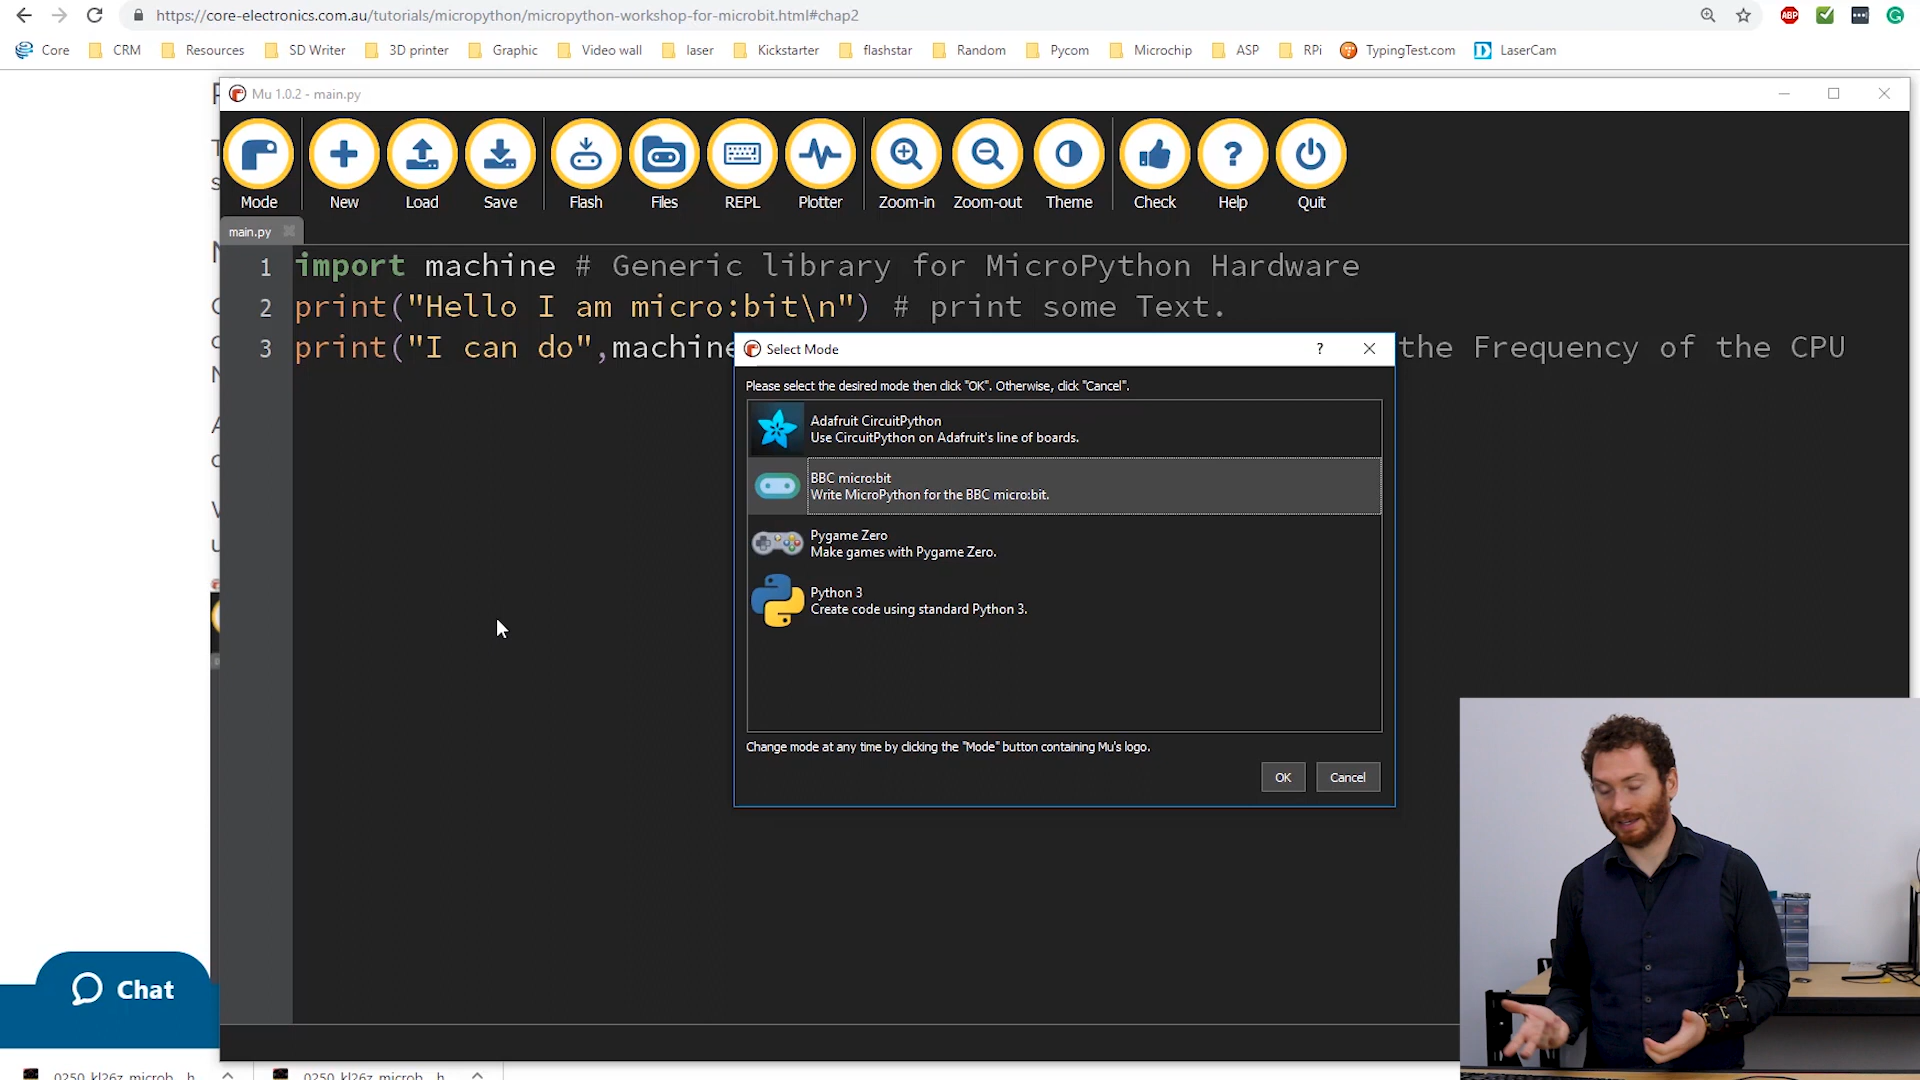 https://core-electronics.com.au/tutorials/micropython/micropython-workshop-for-microbit.html#chap2
ABP
Core CRM Resources SD Writer 3D printer Graphic Video wall laser Kickstarter flashstar Random Pycom Microchip ASP RPi TypingTest.com LaserCam
Mu 1.0.2 - main.py
Mode New Load Save Flash Files REPL Plotter Zoom-in Zoom-out Theme Check Help Quit
main.py
1 import machine # Generic library for MicroPython Hardware
2 print("Hello I am micro:bit\n") # print some Text.
3 print("I can do",machine the Frequency of the CPU
Select Mode
Please select the desired mode then click "OK". Otherwise, click "Cancel".
Adafruit CircuitPython
Use CircuitPython on Adafruit's line of boards.
BBC micro:bit
Write MicroPython for the BBC micro:bit.
Pygame Zero
Make games with Pygame Zero.
Python 3
Create code using standard Python 3.
Change mode at any time by clicking the "Mode" button containing Mu's logo.
OK Cancel
Chat
0250_kl26z_microb...h 0250_kl26z_microb...h